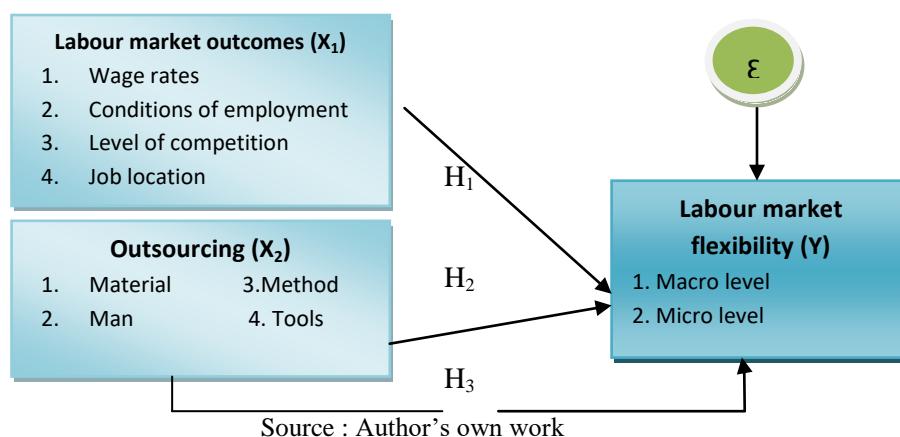 Labour market outcomes (X₁)
1. Wage rates
2. Conditions of employment
3. Level of competition
4. Job location
Outsourcing (X₂)
1. Material 3.Method
2. Man 4. Tools
H₁
H₂
H₃
ε
Labour market
flexibility (Y)
1. Macro level
2. Micro level
Source : Author's own work